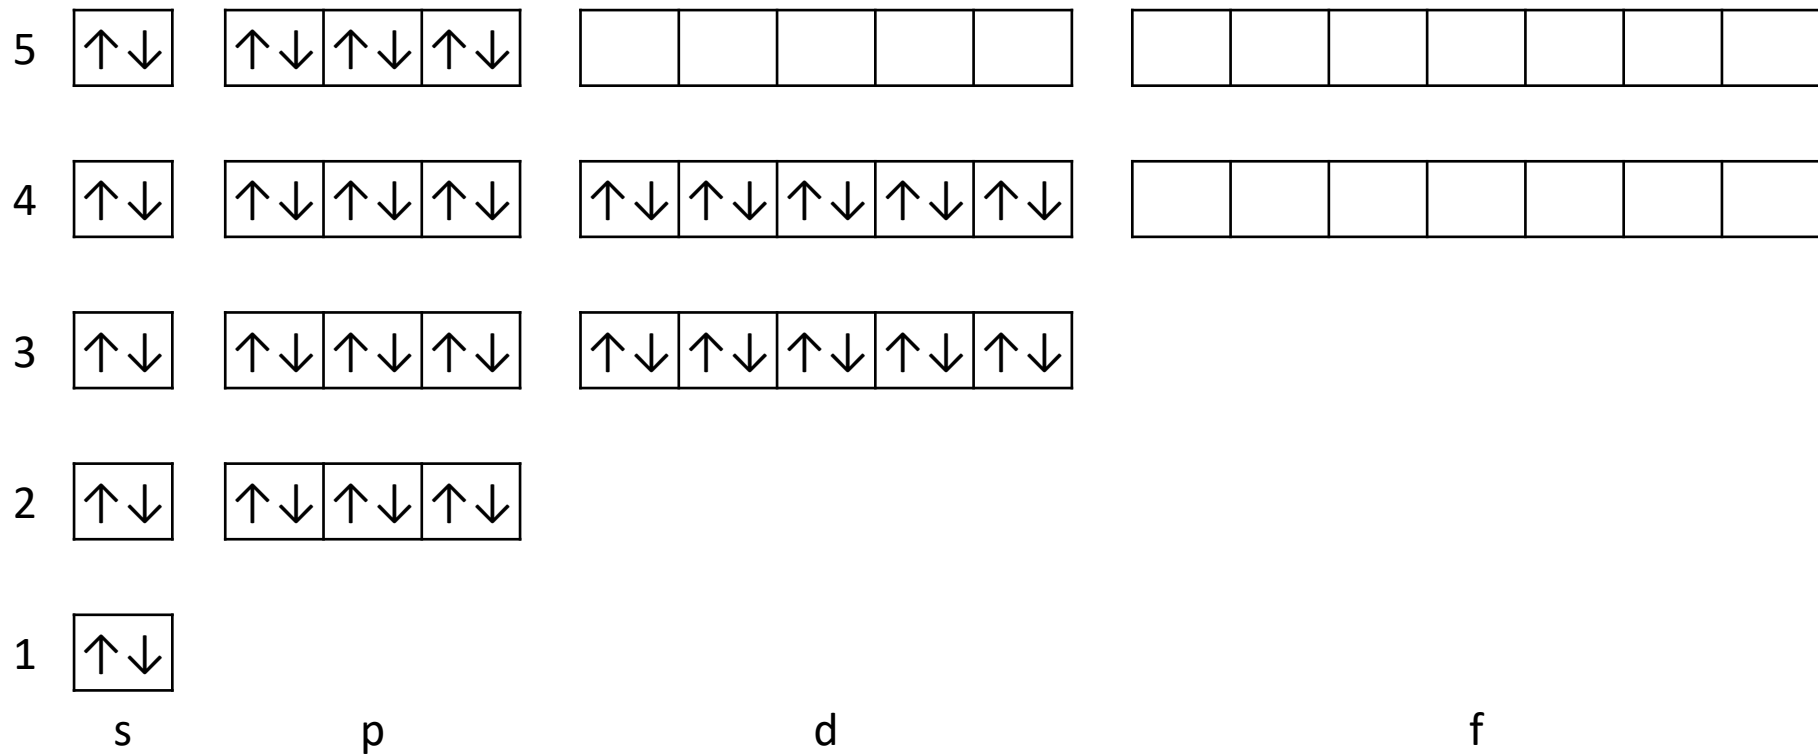 5 ↑↓ ↑↓ ↑↓ ↑↓
4 ↑↓ ↑↓ ↑↓ ↑↓ ↑↓ ↑↓ ↑↓ ↑↓ ↑↓
3 ↑↓ ↑↓ ↑↓ ↑↓ ↑↓ ↑↓ ↑↓ ↑↓ ↑↓
2 ↑↓ ↑↓ ↑↓ ↑↓
1 ↑↓
s p d f